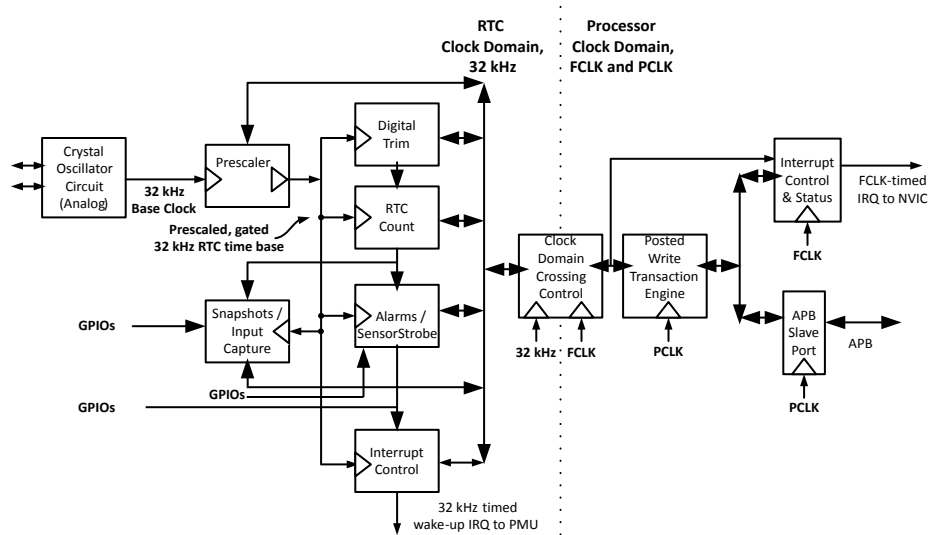 RTC
Clock Domain,
32 kHz
Processor
Clock Domain,
FCLK and PCLK
Crystal
Oscillator
Circuit
(Analog)
32 kHz
Base Clock
Prescaler
Prescaled, gated
32 kHz RTC time base
Digital
Trim
RTC
Count
Snapshots /
Input
Capture
GPIOs
Alarms /
SensorStrobe
GPIOs
GPIOs
Interrupt
Control
32 kHz timed
wake-up IRQ to PMU
Clock
Domain
Crossing
Control
32 kHz
FCLK
Posted
Write
Transaction
Engine
PCLK
Interrupt
Control
& Status
FCLK
FCLK-timed
IRQ to NVIC
APB
Slave
Port
PCLK
APB